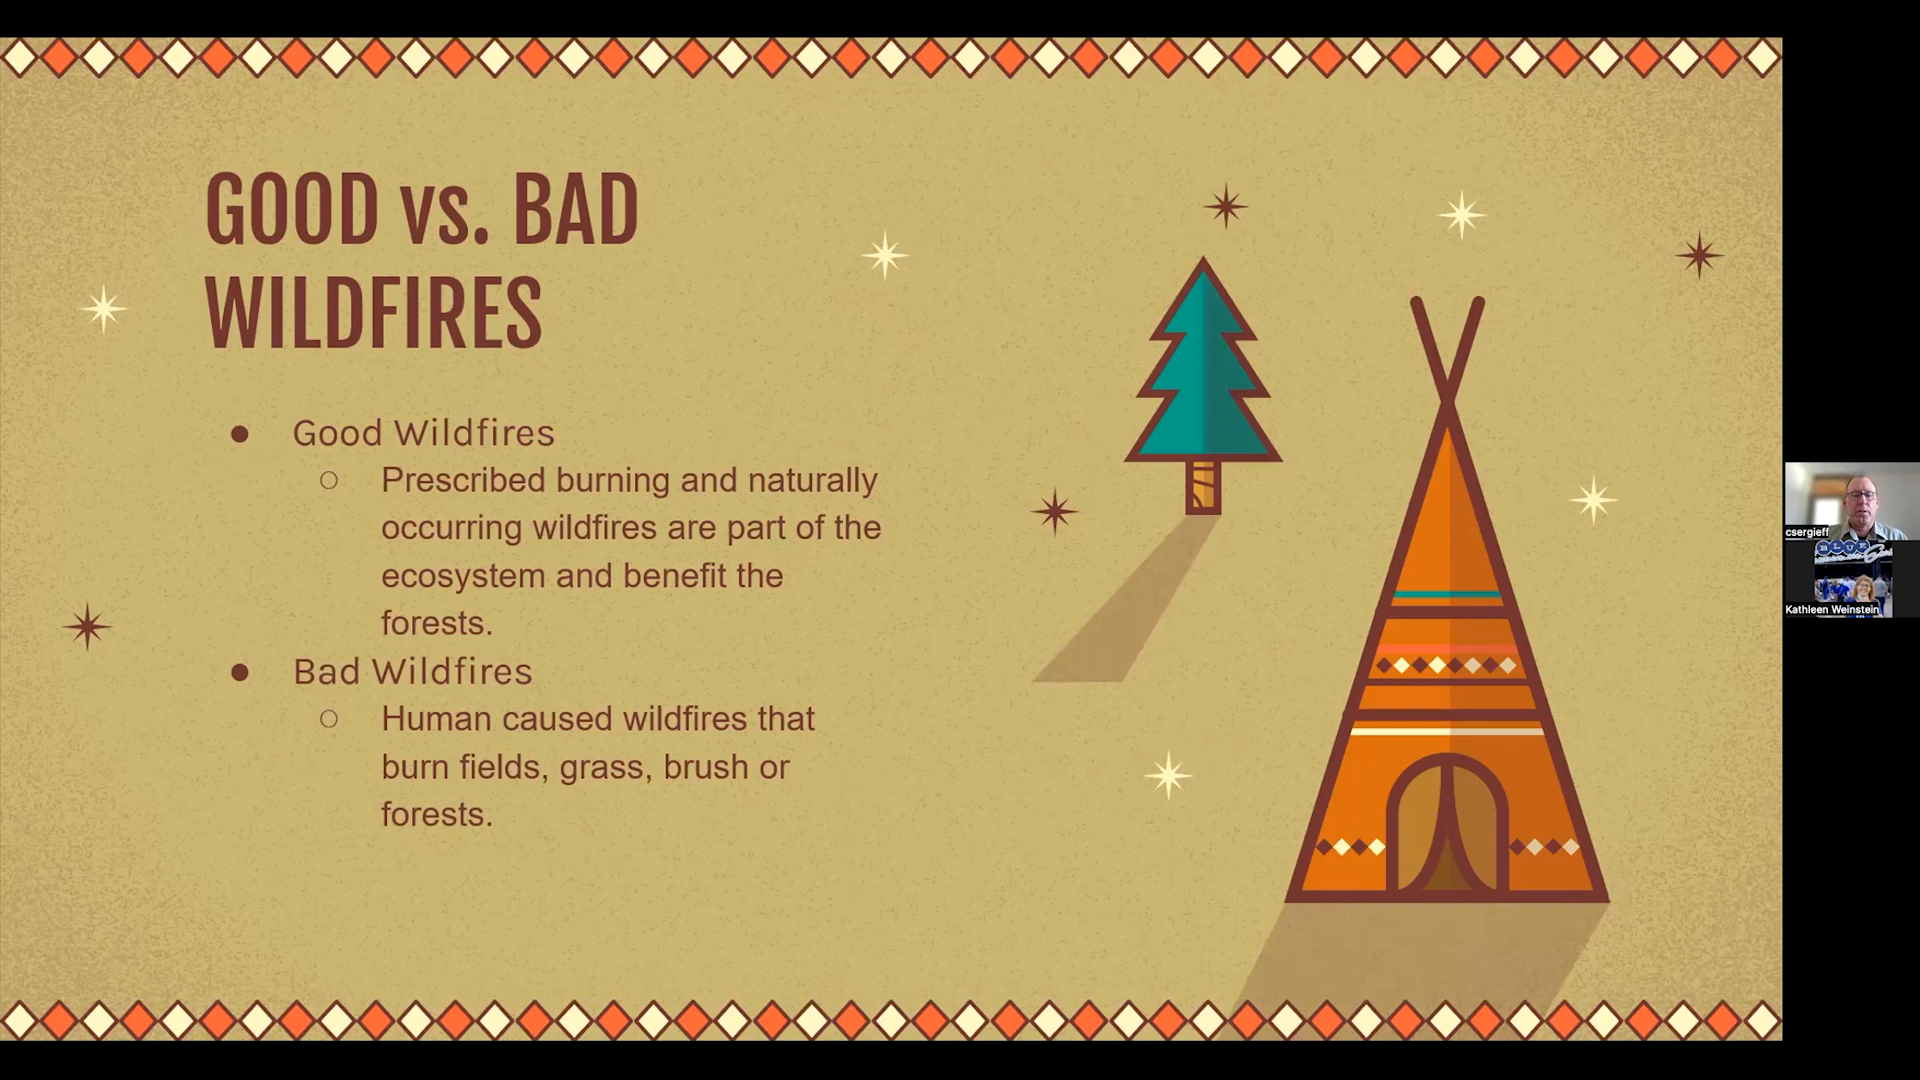 GOOD vs. BAD
WILDFIRES
● Good Wildfires
○ Prescribed burning and naturally
occurring wildfires are part of the
ecosystem and benefit the
forests.
● Bad Wildfires
○ Human caused wildfires that
burn fields, grass, brush or
forests.
csergieff
BLUE
Kathleen Weinstein